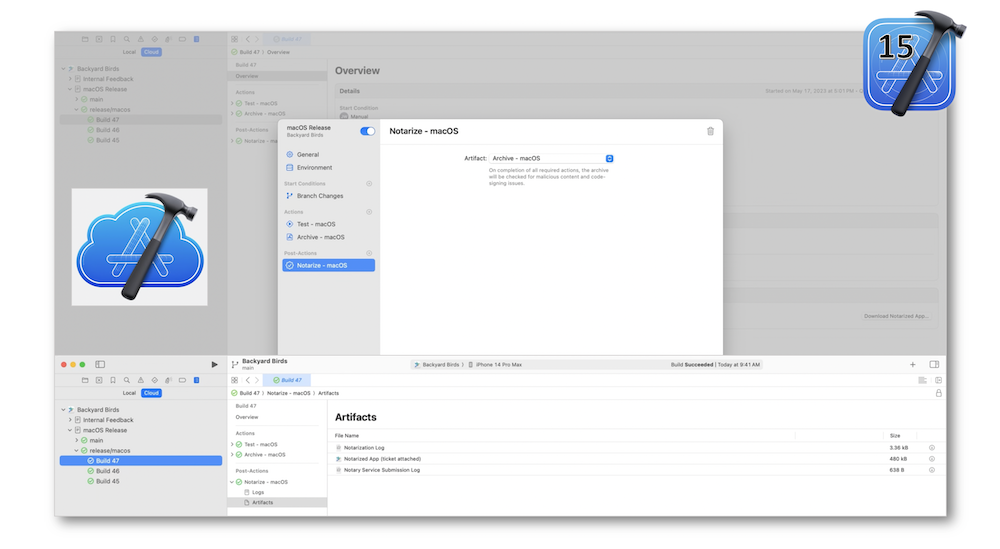 15
Local Cloud
Backyard Birds
Internal Feedback
macOS Release
main
release/macos
Build 47
Build 46
Build 45
Build 47
Build 47 〉 Overview
Build 47
Overview
Actions
Test - macOS
Archive - macOS
Post-Actions
Notarize - ma
Overview
Details
Started on May 17, 2023 at 5:01 PM
Start Condition
Manual
Download Notarized App...
macOS Release
Backyard Birds
General
Environment
Start Conditions
Branch Changes
Actions
Test - macOS
Archive - macOS
Post-Actions
Notarize - macOS
Notarize - macOS
Artifact: Archive - macOS
On completion of all required actions, the archive
will be checked for malicious content and code-
signing issues.
Backyard Birds
main
Backyard Birds 〉 iPhone 14 Pro Max
Build Succeeded | Today at 9:41 AM
Local Cloud
Backyard Birds
Internal Feedback
macOS Release
main
release/macos
Build 47
Build 46
Build 45
Build 47
Build 47 〉 Notarize - macOS 〉 Artifacts
Build 47
Overview
Actions
Test - macOS
Archive - macOS
Post-Actions
Notarize - macOS
Logs
Artifacts
Artifacts
File Name Size
Notarization Log 3.36 kB
Notarized App (ticket attached) 480 kB
Notary Service Submission Log 638 B